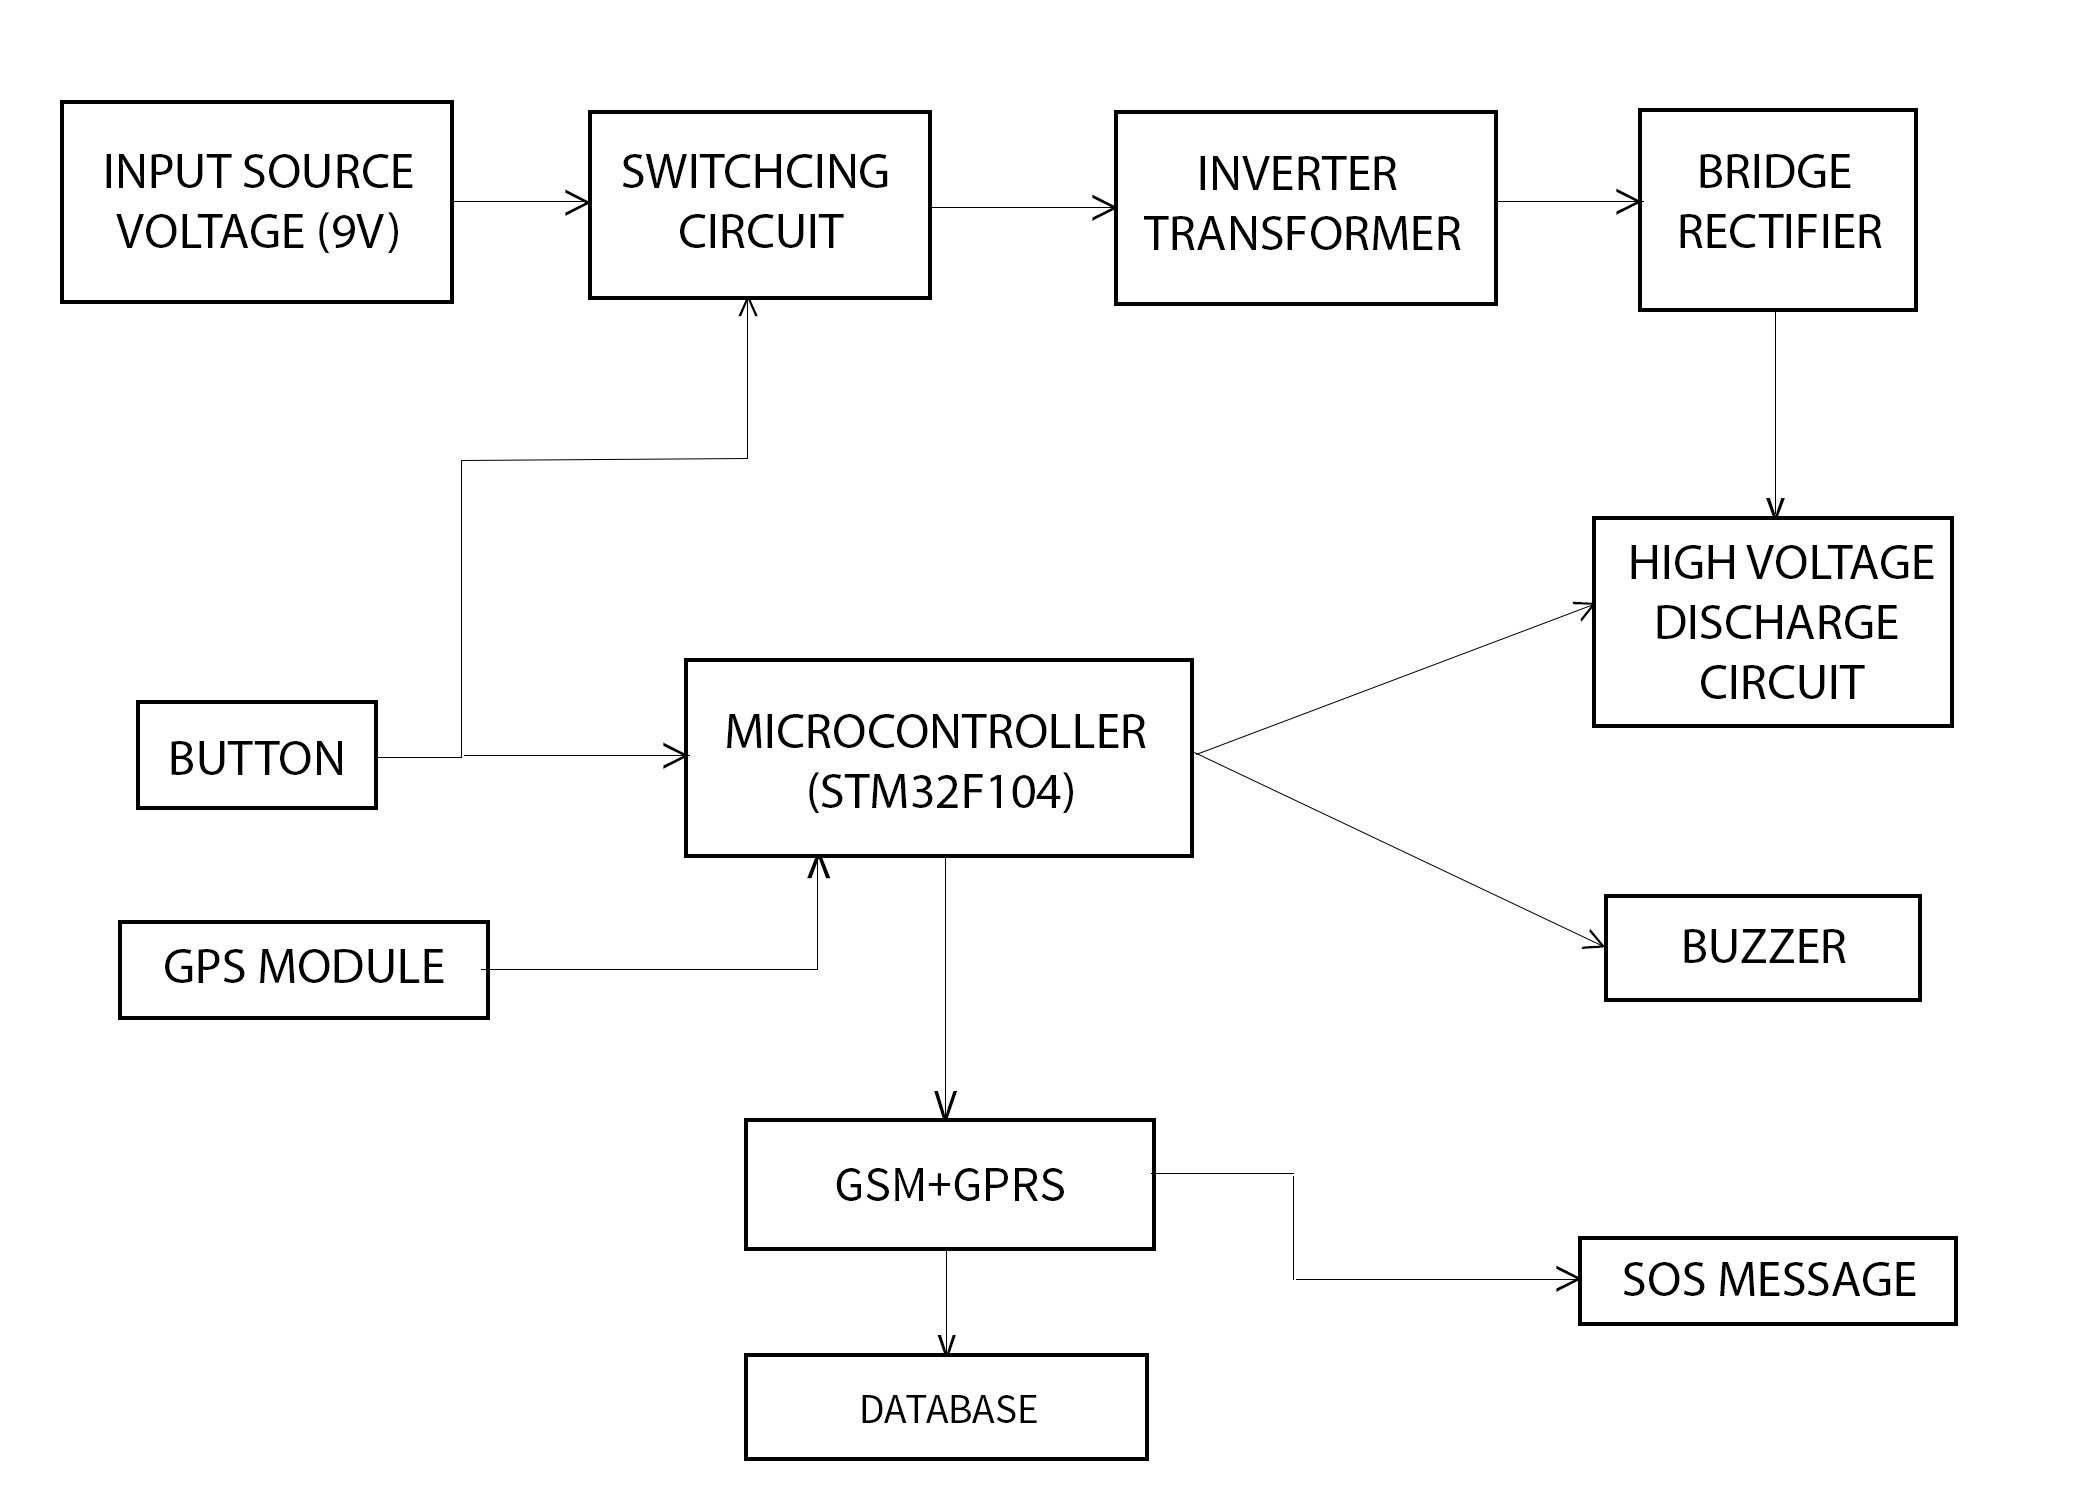 INPUT SOURCE
VOLTAGE (9V)
SWITCHCING
CIRCUIT
INVERTER
TRANSFORMER
BRIDGE
RECTIFIER
HIGH VOLTAGE
DISCHARGE
CIRCUIT
BUTTON
MICROCONTROLLER
(STM32F104)
GPS MODULE
BUZZER
GSM+GPRS
SOS MESSAGE
DATABASE